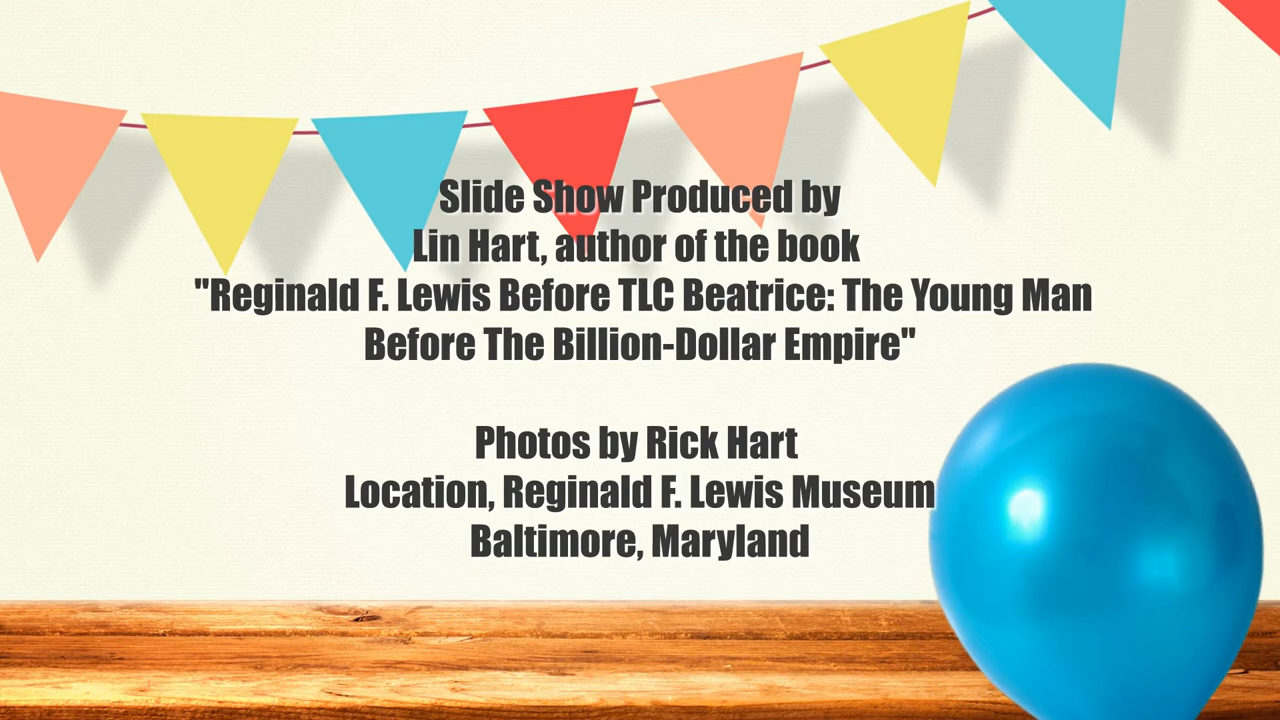 Slide Show Produced by
Lin Hart, author of the book
"Reginald F. Lewis Before TLC Beatrice: The Young Man
Before The Billion-Dollar Empire"
Photos by Rick Hart
Location, Reginald F. Lewis Museum
Baltimore, Maryland